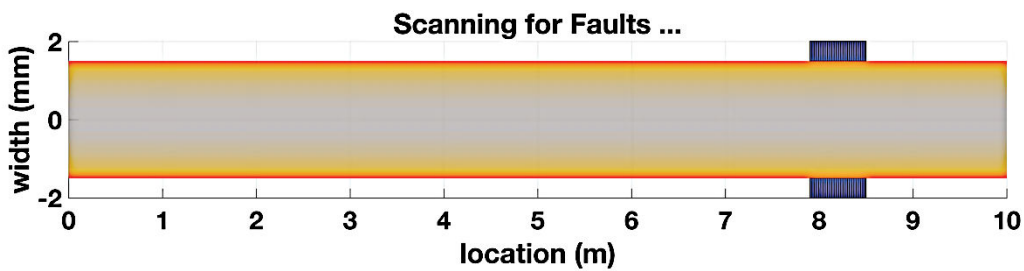 Scanning for Faults ...
2
0
-2
width (mm)
0 1 2 3 4 5 6 7 8 9 10
location (m)